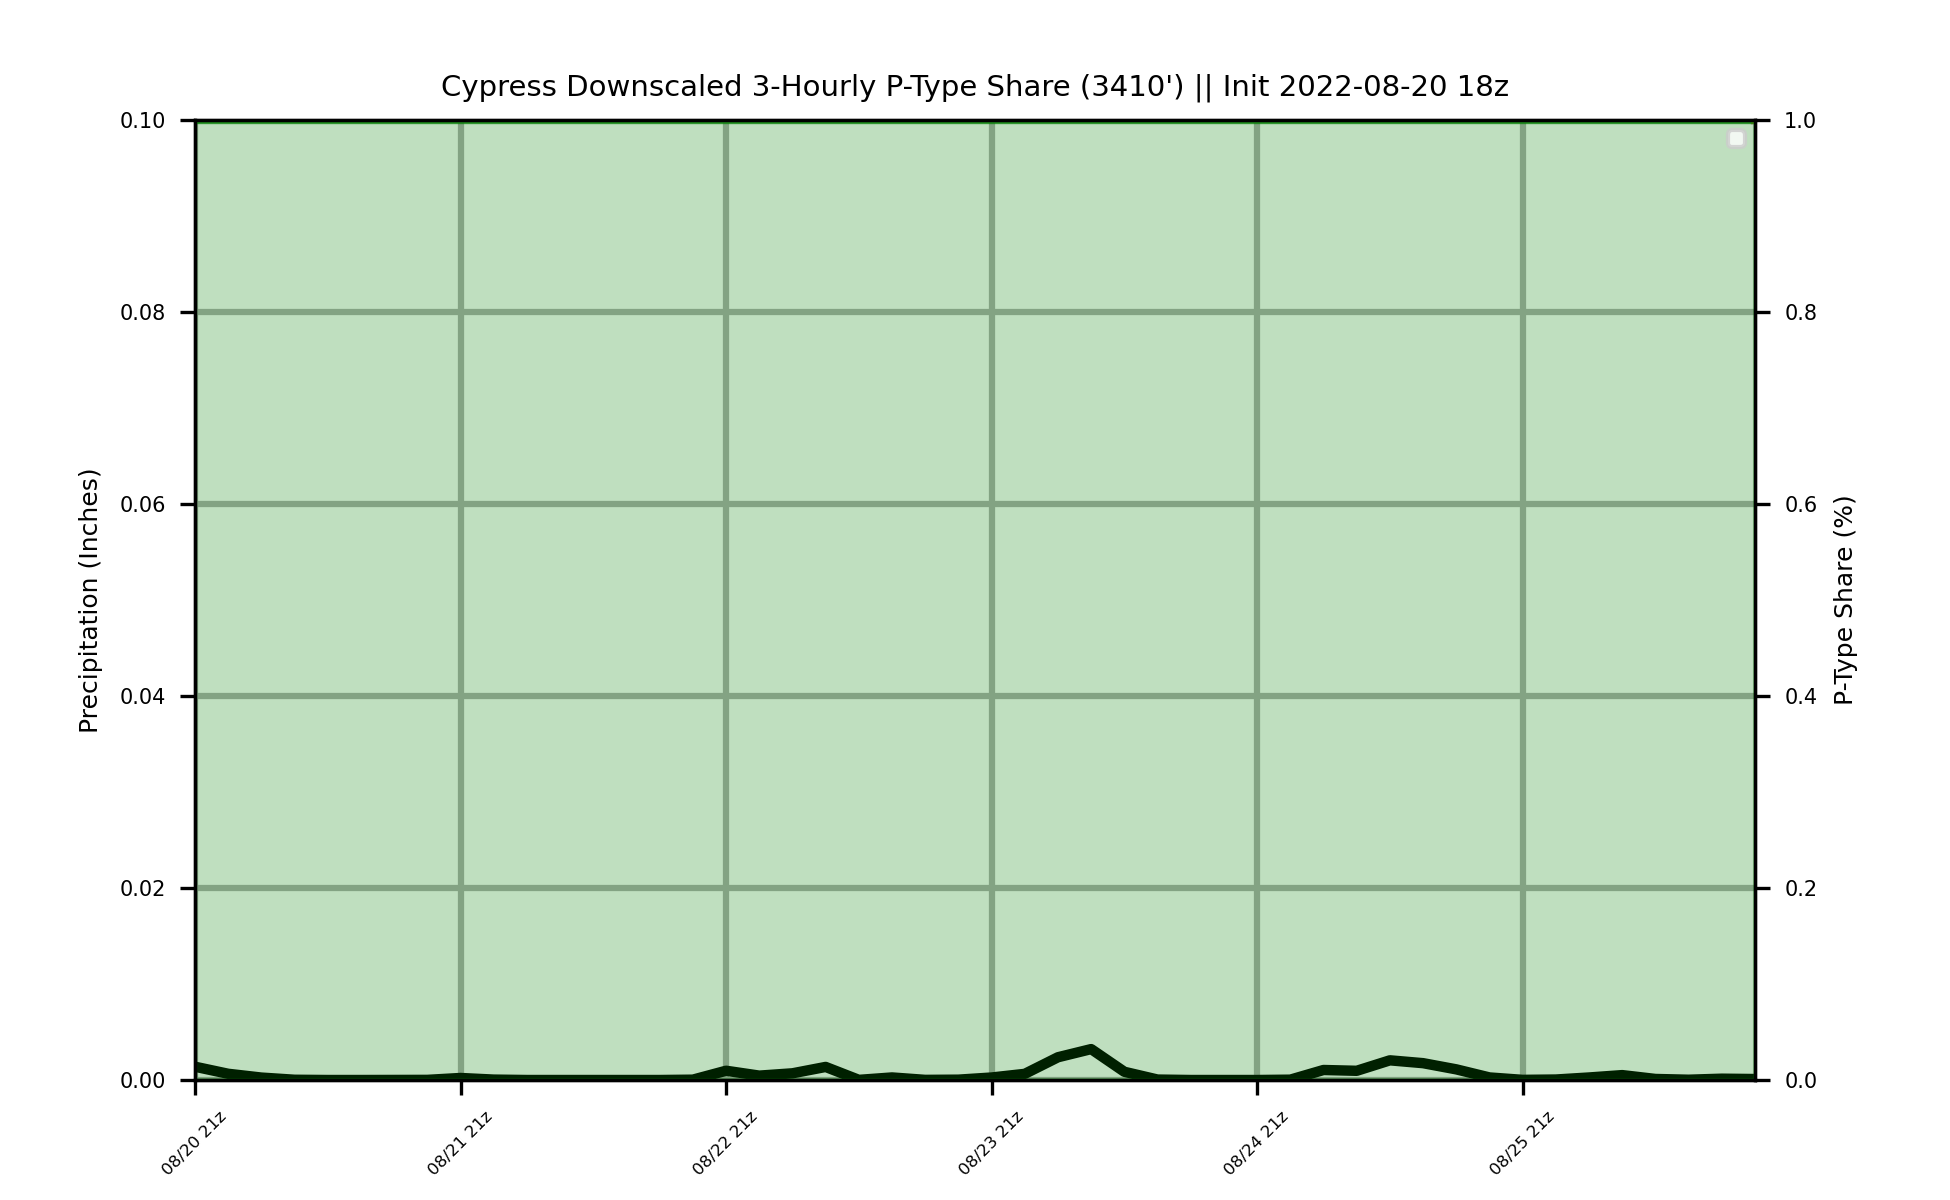 Cypress Downscaled 3-Hourly P-Type Share (3410') || Init 2022-08-20 18z
Precipitation (Inches)
0.10
0.08
0.06
0.04
0.02
0.00
1.0
0.8
0.6
0.4
0.2
0.0
P-Type Share (%)
08/20 21z
08/21 21z
08/22 21z
08/23 21z
08/24 21z
08/25 21z